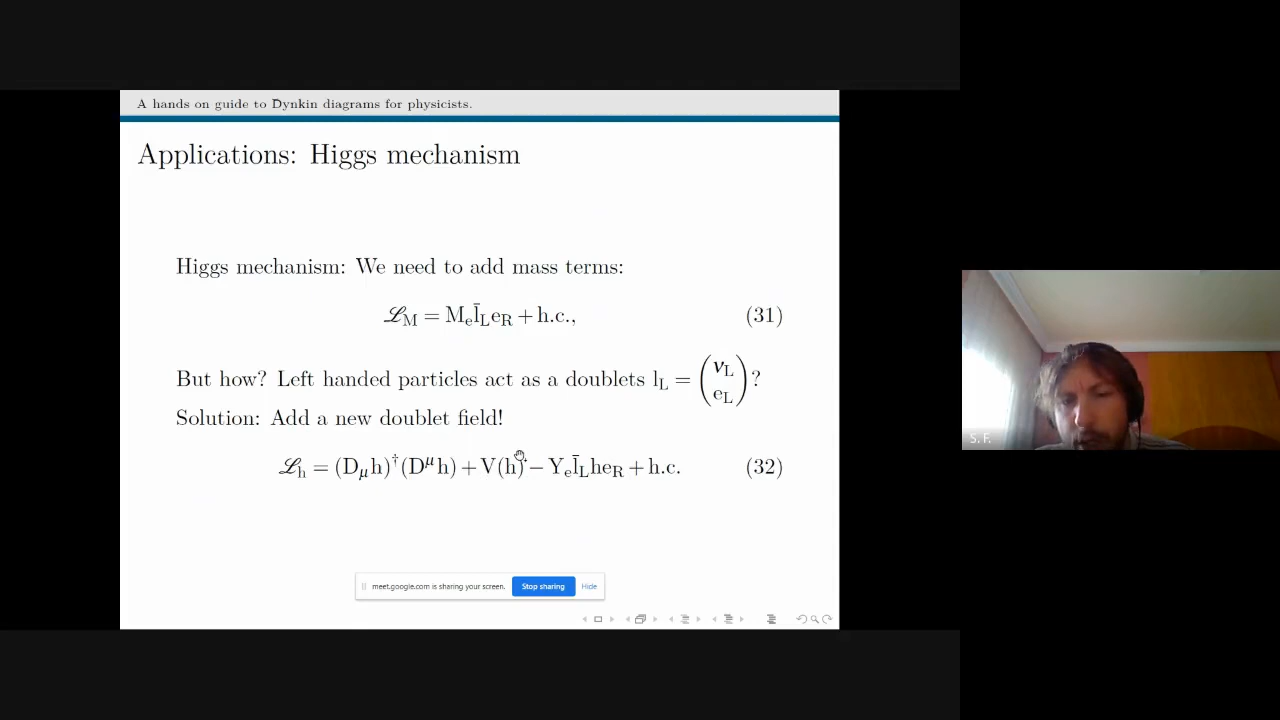 A hands on guide to Dynkin diagrams for physicists.
Applications: Higgs mechanism
Higgs mechanism: We need to add mass terms:
ℒ_M = M_e l̄_L e_R + h.c., (31)
But how? Left handed particles act as a doublets l_L = (ν_L e_L)?
Solution: Add a new doublet field!
ℒ_h = (D_μ h)^† (D^μ h) + V(h) − Y_e l̄_L h e_R + h.c. (32)
meet.google.com is sharing your screen. Stop sharing Hide
S. F.